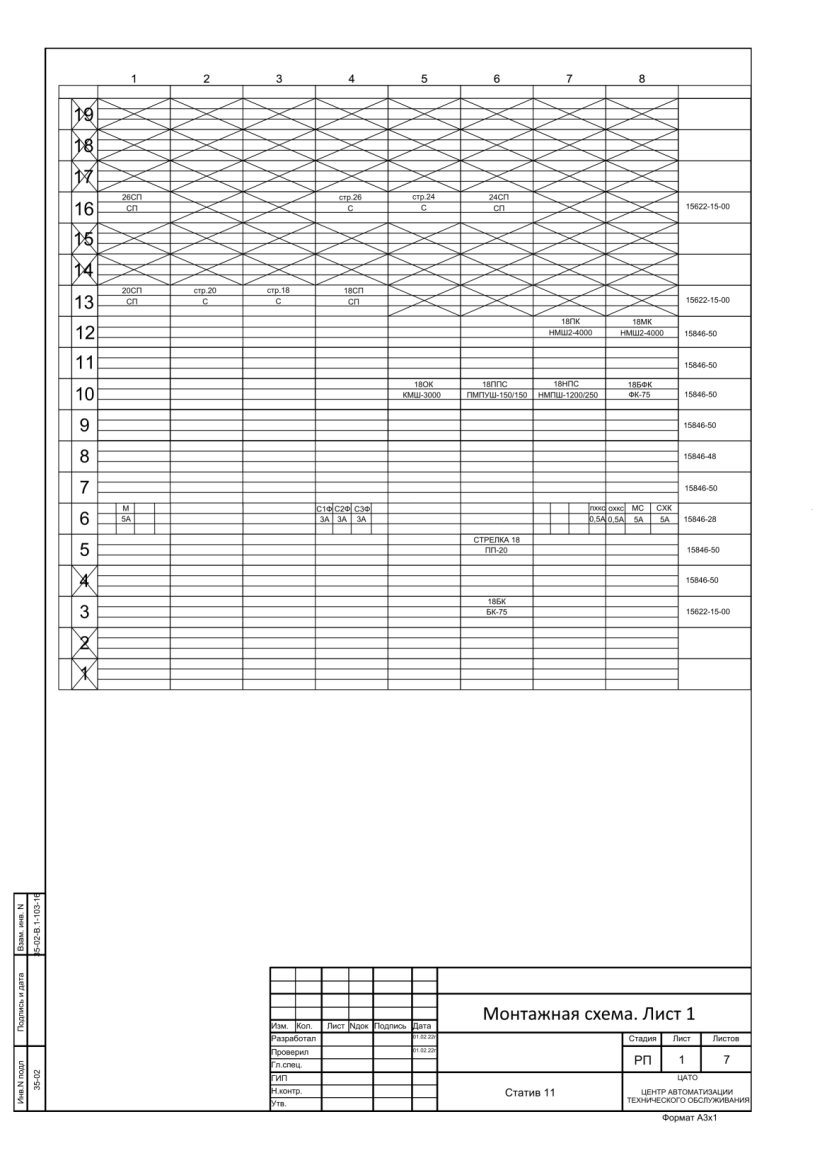 1 2 3 4 5 6 7 8
19
18
17
26СП стр.26 стр.24 24СП
16 СП С С СП 15622-15-00
15
14
20СП стр.20 стр.18 18СП
13 СП С С СП 15622-15-00
18ПК 18МК
12 НМШ2-4000 НМШ2-4000 15846-50
11 15846-50
18ОК 18ППС 18НПС 18БФК
10 КМШ-3000 ПМПУШ-150/150 НМПШ-1200/250 ФК-75 15846-50
9 15846-50
8 15846-48
7 15846-50
М С1Ф С2Ф С3Ф пхкс охкс МС СХК
6 5А 3А 3А 3А 0,5А 0,5А 5А 5А 15846-28
СТРЕЛКА 18
5 ПП-20 15846-50
4 15846-50
18БК
3 БК-75 15622-15-00
2
1
Взам. инв. N
35-02-В.1-103-16
Подпись и дата
Инв.N подл
35-02
Монтажная схема. Лист 1
Изм. Кол. Лист Nдок Подпись Дата
Разработал 01.02.22г
Проверил 01.02.22г
Гл.спец.
ГИП
Н.контр.
Утв.
Стадия Лист Листов
РП 1 7
Статив 11
ЦАТО
ЦЕНТР АВТОМАТИЗАЦИИ
ТЕХНИЧЕСКОГО ОБСЛУЖИВАНИЯ
Формат А3х1